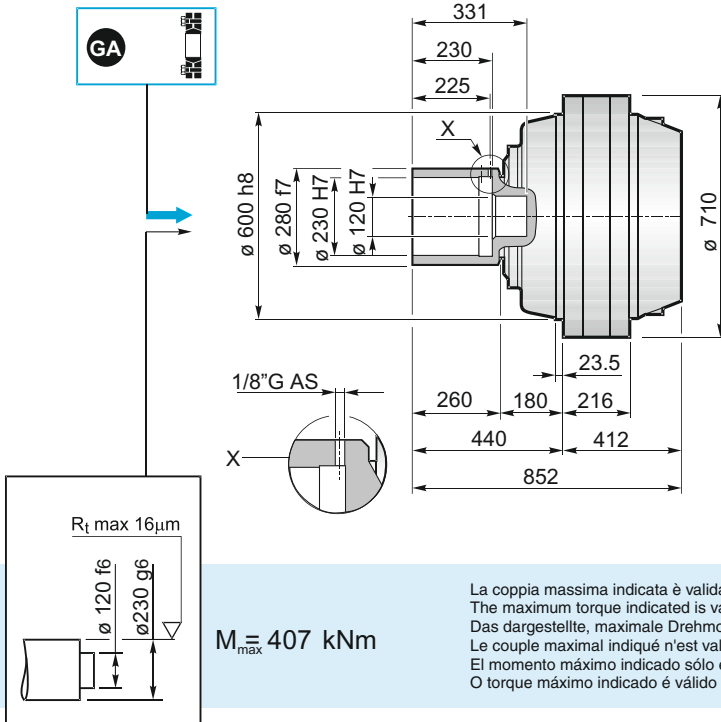 GA
331
230
225
X
ø 600 h8
ø 280 f7
ø 230 H7
ø 120 H7
ø 710
23.5
1/8"G AS
260
180
216
440
412
X
852
Rt max 16µm
ø 120 f6
ø230 g6
Mmax = 407 kNm
La coppia massima indicata è valida
The maximum torque indicated is va
Das dargestellte, maximale Drehmo
Le couple maximal indiqué n'est val
El momento máximo indicado sólo e
O torque máximo indicado é válido